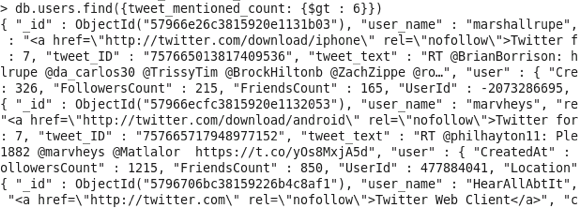 > db.users.find({tweet_mentioned_count: {$gt : 6}})
{ "_id" : ObjectId("57966e26c3815920e1131b03"), "user_name" : "marshallrupe",
 : "<a href=\"http://twitter.com/download/iphone\" rel=\"nofollow\">Twitter f
 : 7, "tweet_ID" : "757665013817409536", "tweet_text" : "RT @BrianBorrison: h
lrupe @da_carlos30 @TrissyTim @BrockHiltonb @ZachZippe @ro…", "user" : { "Cre
: 326, "FollowersCount" : 215, "FriendsCount" : 165, "UserId" : -2073286695,
{ "_id" : ObjectId("57966ecfc3815920e1132053"), "user_name" : "marvheys", "re
"<a href=\"http://twitter.com/download/android\" rel=\"nofollow\">Twitter for
: 7, "tweet_ID" : "757665717948977152", "tweet_text" : "RT @philhayton11: Ple
1882 @marvheys @Matlalor  https://t.co/yOs8MxjA5d", "user" : { "CreatedAt" :
ollowersCount" : 1215, "FriendsCount" : 850, "UserId" : 477884041, "Location"
{ "_id" : ObjectId("5796706bc38159226b4c8af1"), "user_name" : "HearAllAbtIt",
 "<a href=\"http://twitter.com\" rel=\"nofollow\">Twitter Web Client</a>", "c